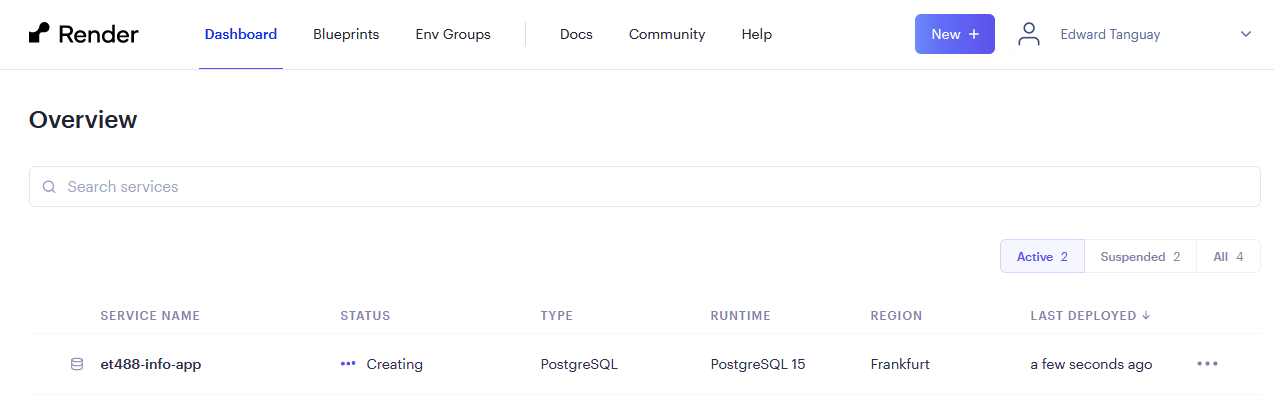 Render Dashboard Blueprints Env Groups Docs Community Help New + Edward Tanguay
Overview
Search services
Active 2 Suspended 2 All 4
SERVICE NAME STATUS TYPE RUNTIME REGION LAST DEPLOYED ↓
et488-info-app Creating PostgreSQL PostgreSQL 15 Frankfurt a few seconds ago